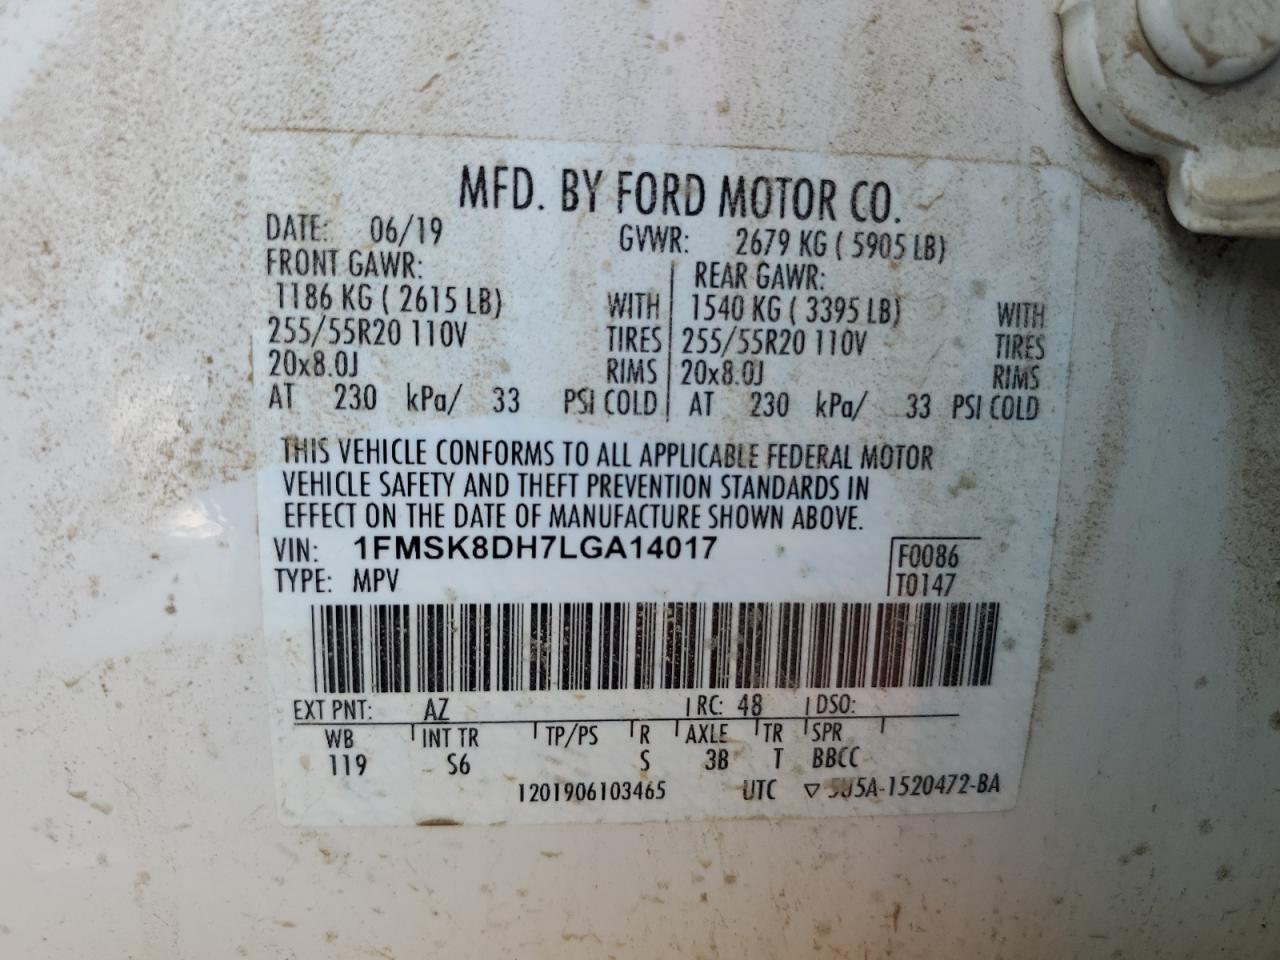 MFD. BY FORD MOTOR CO.
DATE: 06/19 GVWR: 2679 KG ( 5905 LB)
FRONT GAWR: REAR GAWR:
1186 KG ( 2615 LB) WITH 1540 KG ( 3395 LB) WITH
255/55R20 110V TIRES 255/55R20 110V TIRES
20x8.0J RIMS 20x8.0J RIMS
AT 230 kPa/ 33 PSI COLD AT 230 kPa/ 33 PSI COLD
THIS VEHICLE CONFORMS TO ALL APPLICABLE FEDERAL MOTOR
VEHICLE SAFETY AND THEFT PREVENTION STANDARDS IN
EFFECT ON THE DATE OF MANUFACTURE SHOWN ABOVE.
VIN: 1FMSK8DH7LGA14017 F0086
TYPE: MPV T0147
EXT PNT: AZ RC: 48 DSO:
WB INT TR TP/PS R AXLE TR SPR
119 S6 S 3B T BBCC
1201906103465 UTC ▽ 5U5A-1520472-BA